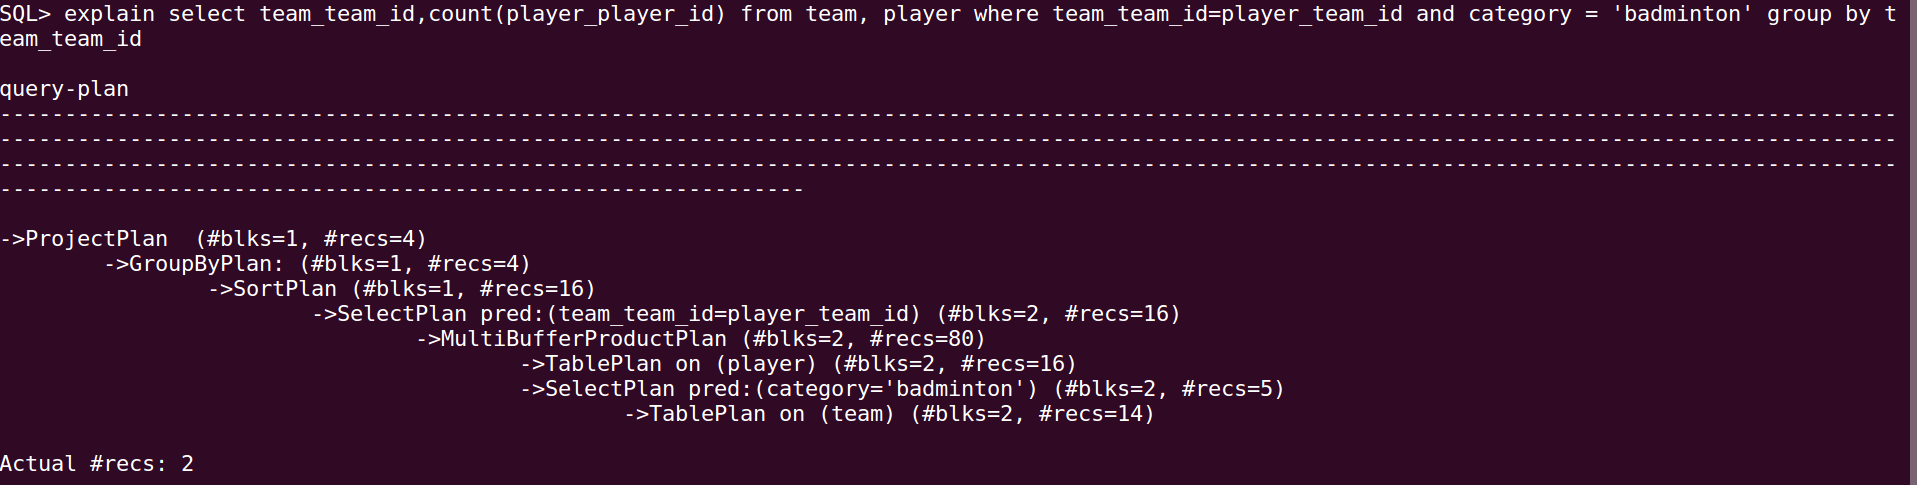 SQL> explain select team_team_id,count(player_player_id) from team, player where team_team_id=player_team_id and category = 'badminton' group by t
eam_team_id
query-plan
--------------------------------------------------------------------------------------------------------------------------------------------------
--------------------------------------------------------------------------------------------------------------------------------------------------
--------------------------------------------------------------------------------------------------------------------------------------------------
--------------------------------------------------------------
->ProjectPlan  (#blks=1, #recs=4)
        ->GroupByPlan: (#blks=1, #recs=4)
                ->SortPlan (#blks=1, #recs=16)
                        ->SelectPlan pred:(team_team_id=player_team_id) (#blks=2, #recs=16)
                                ->MultiBufferProductPlan (#blks=2, #recs=80)
                                        ->TablePlan on (player) (#blks=2, #recs=16)
                                        ->SelectPlan pred:(category='badminton') (#blks=2, #recs=5)
                                                ->TablePlan on (team) (#blks=2, #recs=14)
Actual #recs: 2